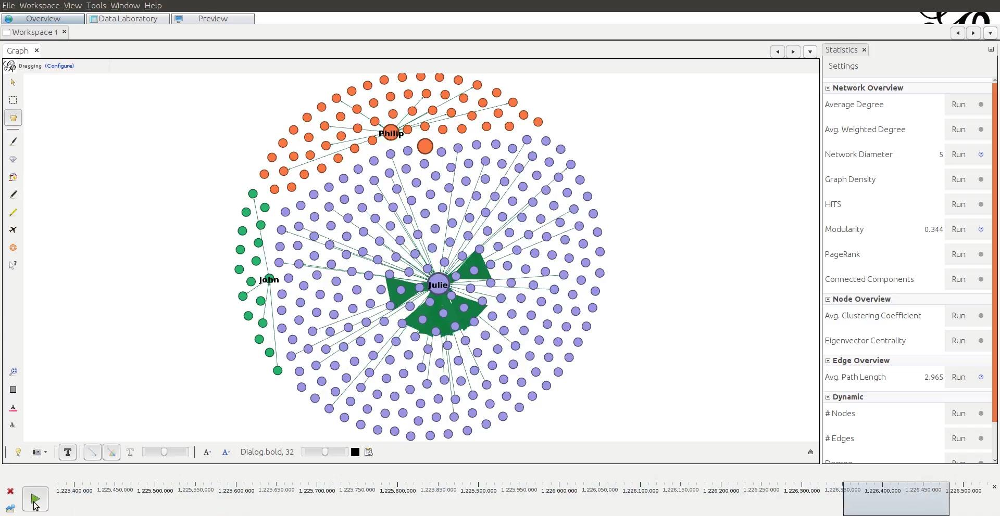 File Workspace View Tools Window Help
Overview Data Laboratory Preview
Workspace 1
Graph
Statistics
Dragging (Configure)
Settings
Network Overview
Average Degree Run
Avg. Weighted Degree Run
Network Diameter 5 Run
Graph Density Run
HITS Run
Modularity 0.344 Run
PageRank Run
Connected Components Run
Node Overview
Avg. Clustering Coefficient Run
Eigenvector Centrality Run
Edge Overview
Avg. Path Length 2.965 Run
Dynamic
# Nodes Run
# Edges Run
Philip
John
Julie
Dialog.bold, 32
1,225,400,000 1,225,450,000 1,225,500,000 1,225,550,000 1,225,600,000 1,225,650,000 1,225,700,000 1,225,750,000 1,225,800,000 1,225,850,000 1,225,900,000 1,225,950,000 1,226,000,000 1,226,050,000 1,226,100,000 1,226,150,000 1,226,200,000 1,226,250,000 1,226,300,000 1,226,350,000 1,226,400,000 1,226,450,000 1,226,500,000